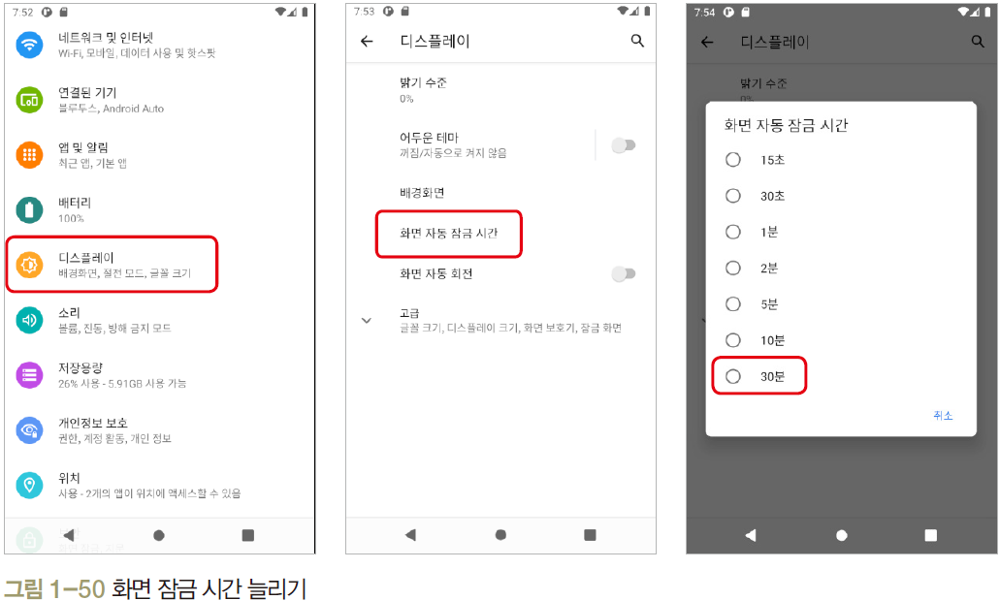 7:52
네트워크 및 인터넷
Wi-Fi, 모바일, 데이터 사용 및 핫스팟
연결된 기기
블루투스, Android Auto
앱 및 알림
최근 앱, 기본 앱
배터리
100%
디스플레이
배경화면, 절전 모드, 글꼴 크기
소리
볼륨, 진동, 방해 금지 모드
저장용량
26% 사용 - 5.91GB 사용 가능
개인정보 보호
권한, 계정 활동, 개인 정보
위치
사용 - 2개의 앱이 위치에 액세스할 수 있음
7:53
디스플레이
밝기 수준
0%
어두운 테마
꺼짐/자동으로 켜지 않음
배경화면
화면 자동 잠금 시간
화면 자동 회전
고급
글꼴 크기, 디스플레이 크기, 화면 보호기, 잠금 화면
7:54
디스플레이
밝기 수준
0%
화면 자동 잠금 시간
15초
30초
1분
2분
5분
10분
30분
취소
그림 1-50 화면 잠금 시간 늘리기